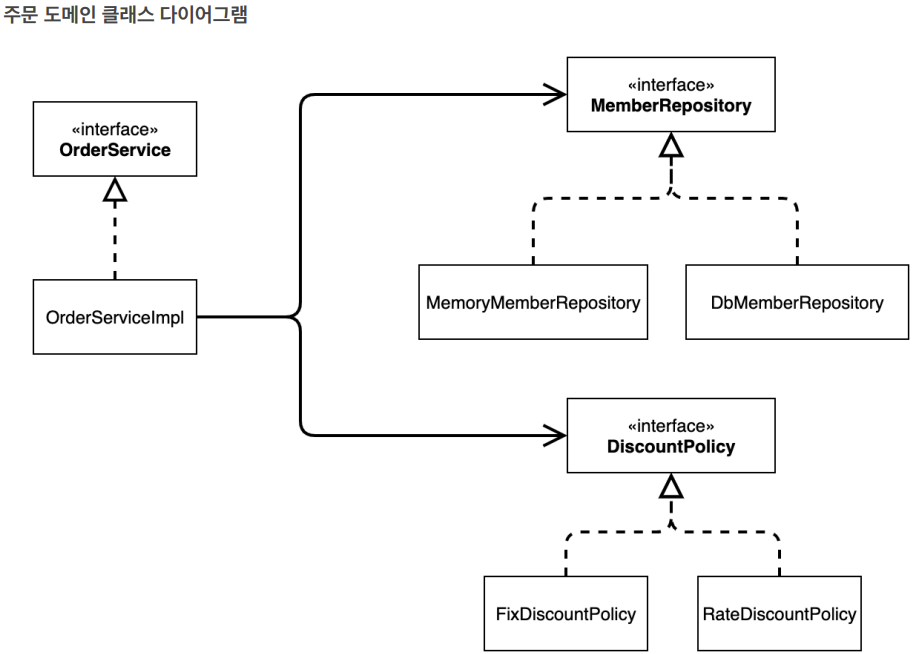 주문 도메인 클래스 다이어그램
«interface»
MemberRepository
«interface»
OrderService
MemoryMemberRepository
DbMemberRepository
OrderServiceImpl
«interface»
DiscountPolicy
FixDiscountPolicy
RateDiscountPolicy